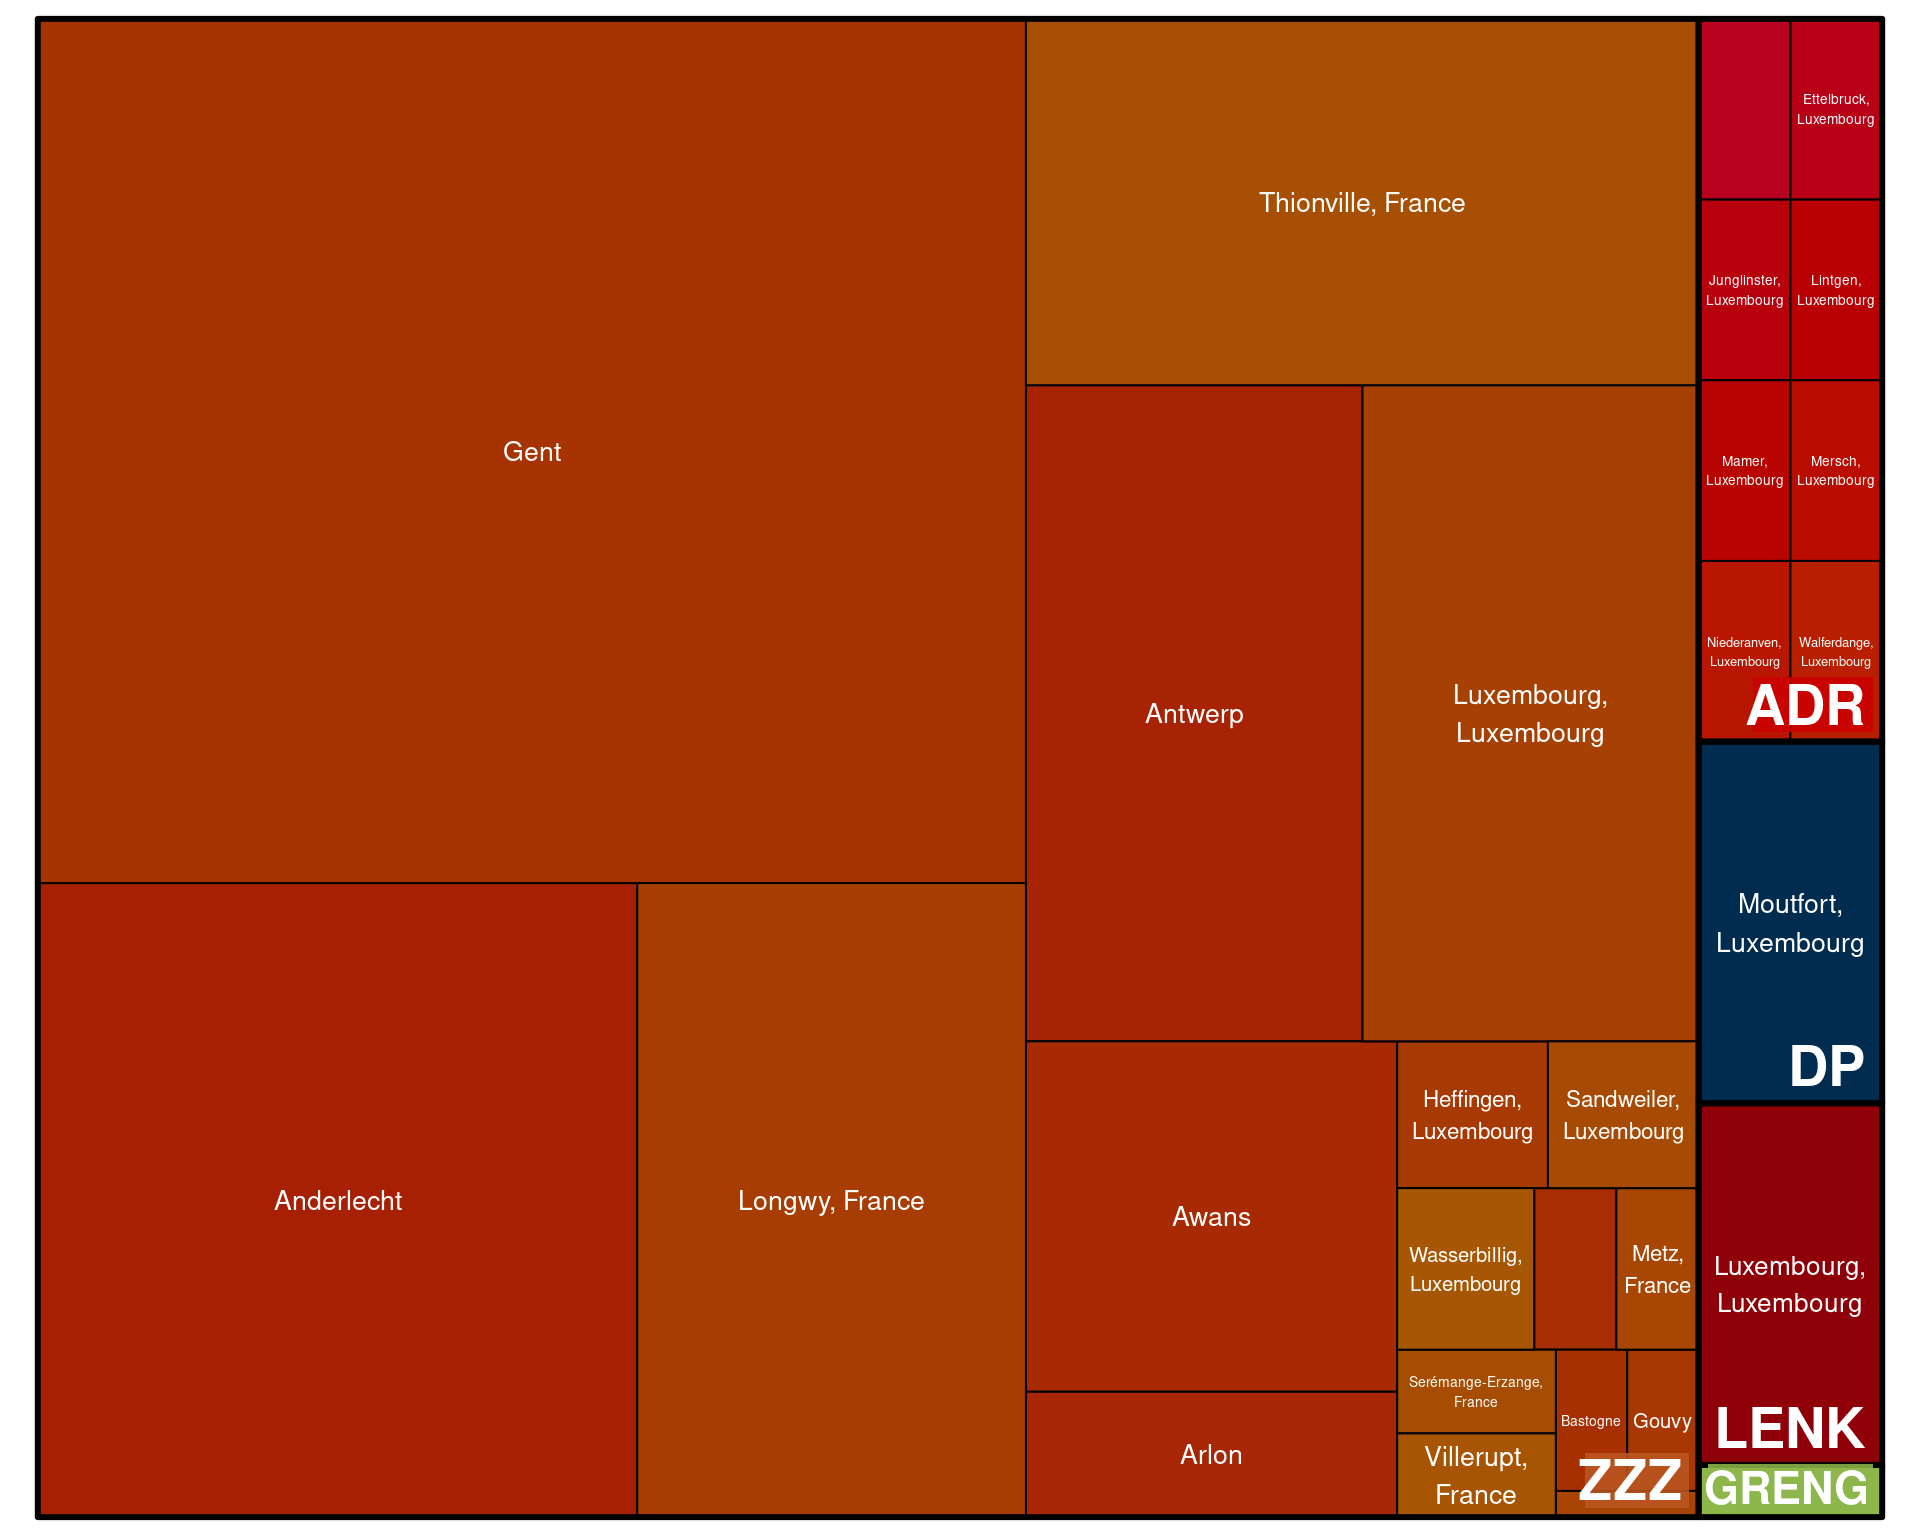 Gent
Thionville, France
Ettelbruck,
Luxembourg
Junglinster,
Luxembourg
Lintgen,
Luxembourg
Mamer,
Luxembourg
Mersch,
Luxembourg
Niederanven,
Luxembourg
Walferdange,
Luxembourg
ADR
Antwerp
Luxembourg,
Luxembourg
Moutfort,
Luxembourg
DP
Anderlecht
Longwy, France
Awans
Arlon
Heffingen,
Luxembourg
Sandweiler,
Luxembourg
Wasserbillig,
Luxembourg
Metz,
France
Serémange-Erzange,
France
Villerupt,
France
Bastogne
Gouvy
ZZZ
Luxembourg,
Luxembourg
LENK
GRENG